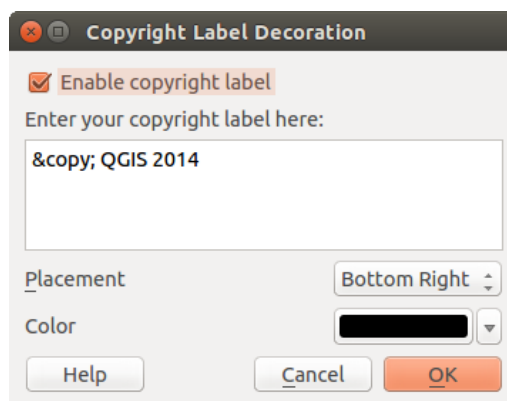 Copyright Label Decoration
Enable copyright label
Enter your copyright label here:
&copy; QGIS 2014
Placement Bottom Right
Color
Help Cancel OK